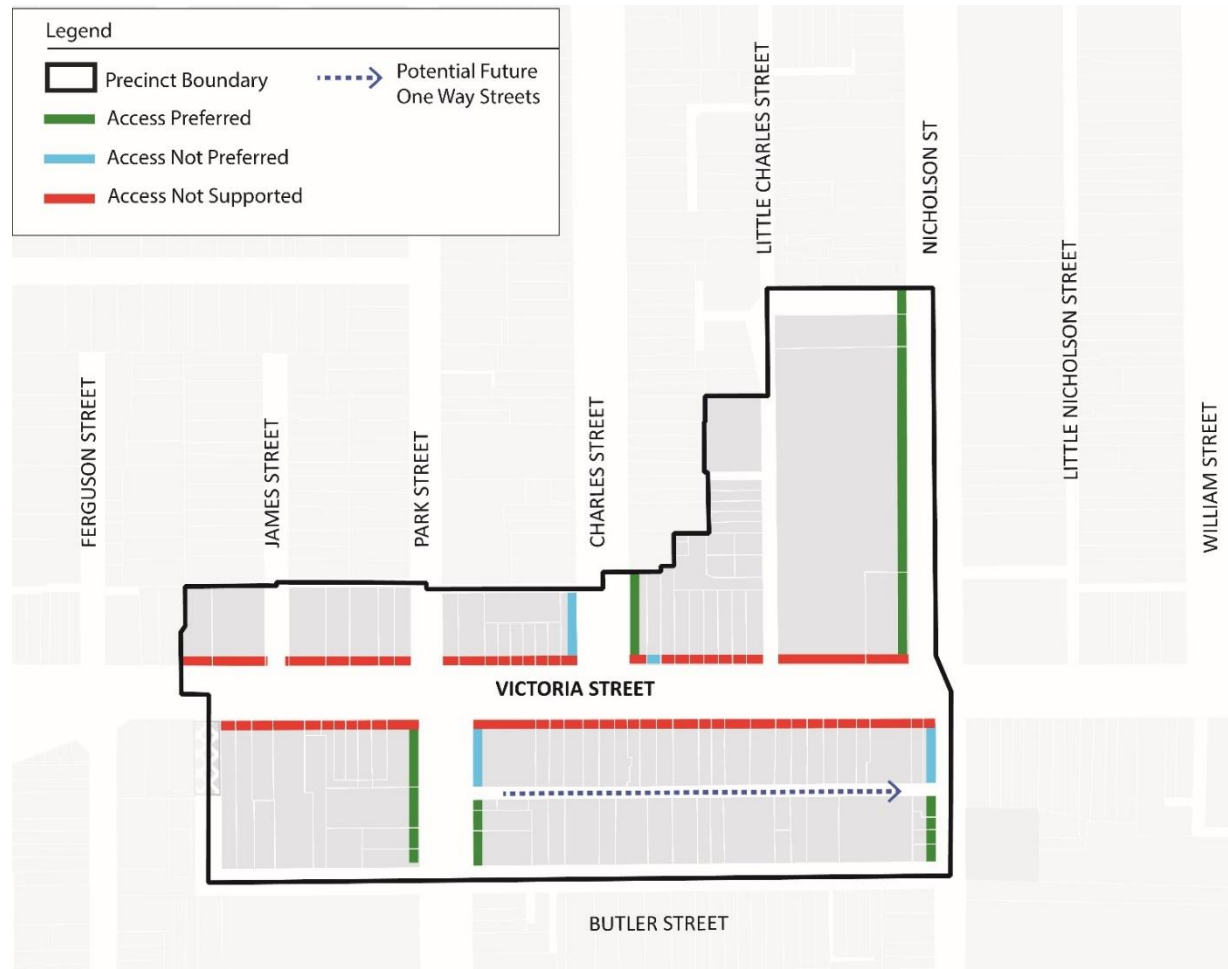 Legend
Precinct Boundary
Potential Future
One Way Streets
Access Preferred
Access Not Preferred
Access Not Supported
FERGUSON STREET
JAMES STREET
PARK STREET
CHARLES STREET
LITTLE CHARLES STREET
NICHOLSON ST
LITTLE NICHOLSON STREET
WILLIAM STREET
VICTORIA STREET
BUTLER STREET